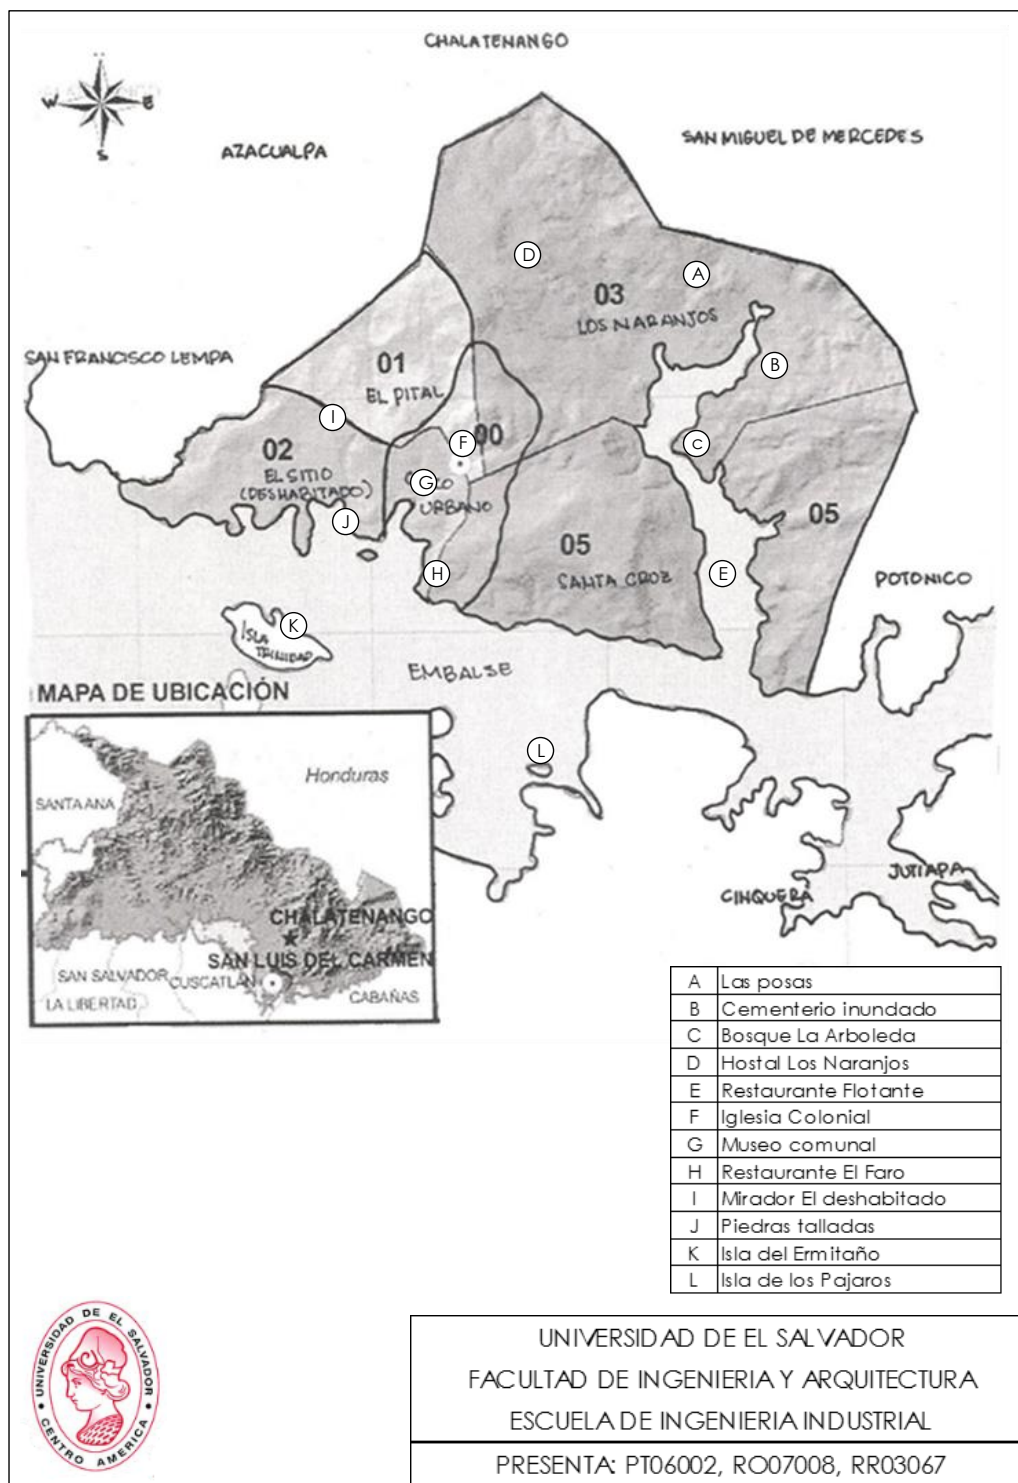 CHALATENANGO
W E
S
AZACUALPA
SAN MIGUEL DE MERCEDES
D
A
03
LOS NARANJOS
SAN FRANCISCO LEMPA
01
EL PITAL
B
I
F
00
C
02
EL SITIO
(DESHABITADO)
G
URBANO
J
05
05
SANTA CROZ
H
E
POTONICO
K
ISLA
TRINIDAD
EMBALSE
MAPA DE UBICACIÓN
L
Honduras
SANTA ANA
CHALATENANGO
SAN LUIS DEL CARMEN
SAN SALVADOR
CUSCATLÁN
LA LIBERTAD
CABAÑAS
JUTIAPA
CINQUERA
A Las posas
B Cementerio inundado
C Bosque La Arboleda
D Hostal Los Naranjos
E Restaurante Flotante
F Iglesia Colonial
G Museo comunal
H Restaurante El Faro
I Mirador El deshabitado
J Piedras talladas
K Isla del Ermitaño
L Isla de los Pajaros
UNIVERSIDAD DE EL SALVADOR
CENTRO AMERICA
UNIVERSIDAD DE EL SALVADOR
FACULTAD DE INGENIERIA Y ARQUITECTURA
ESCUELA DE INGENIERIA INDUSTRIAL
PRESENTA: PT06002, RO07008, RR03067